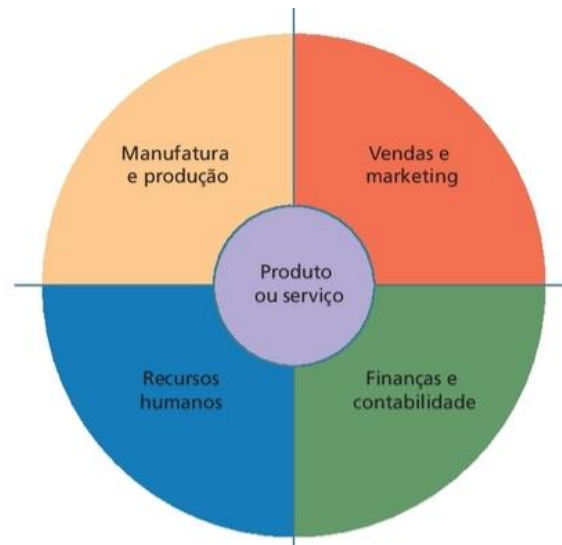 Manufatura
e produção
Vendas e
marketing
Produto
ou serviço
Recursos
humanos
Finanças e
contabilidade